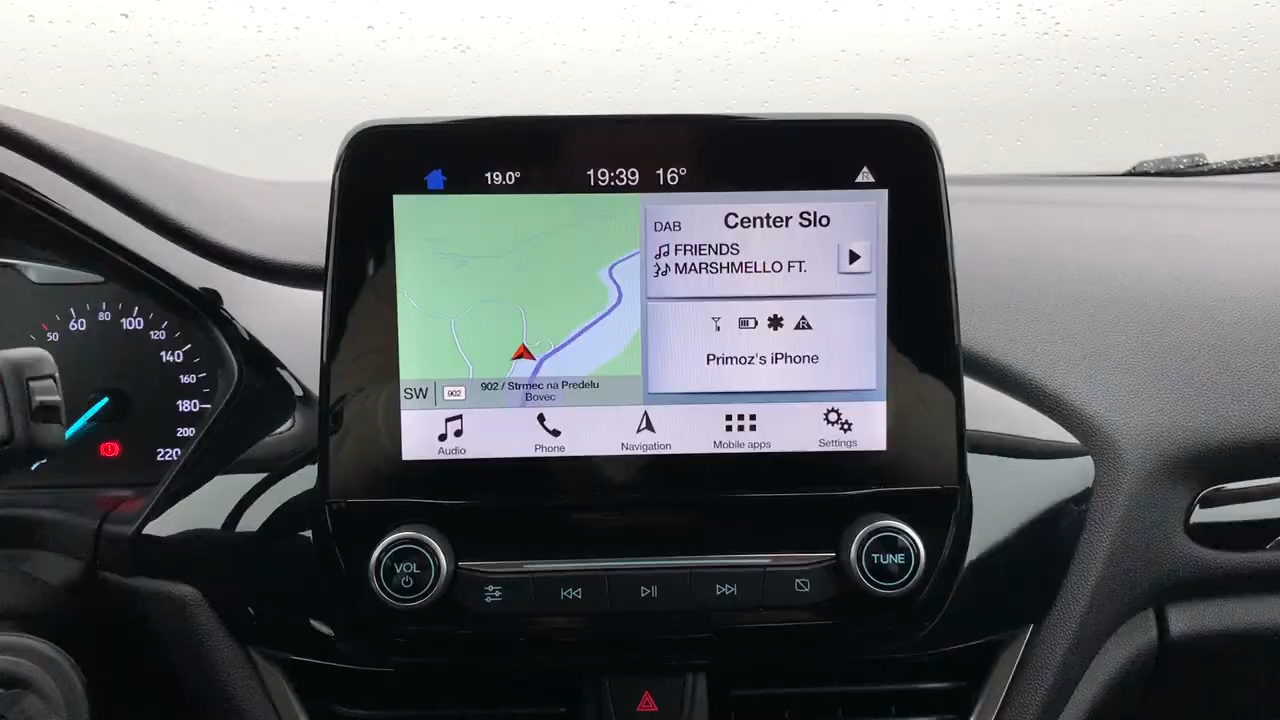 19.0° 19:39 16° R
DAB Center Slo
FRIENDS
MARSHMELLO FT.
R
Primoz's iPhone
SW 902 902 / Strmec na Predelu
Bovec
Audio Phone Navigation Mobile apps Settings
50 60 80 100 120 140 160 180 200 220
VOL TUNE